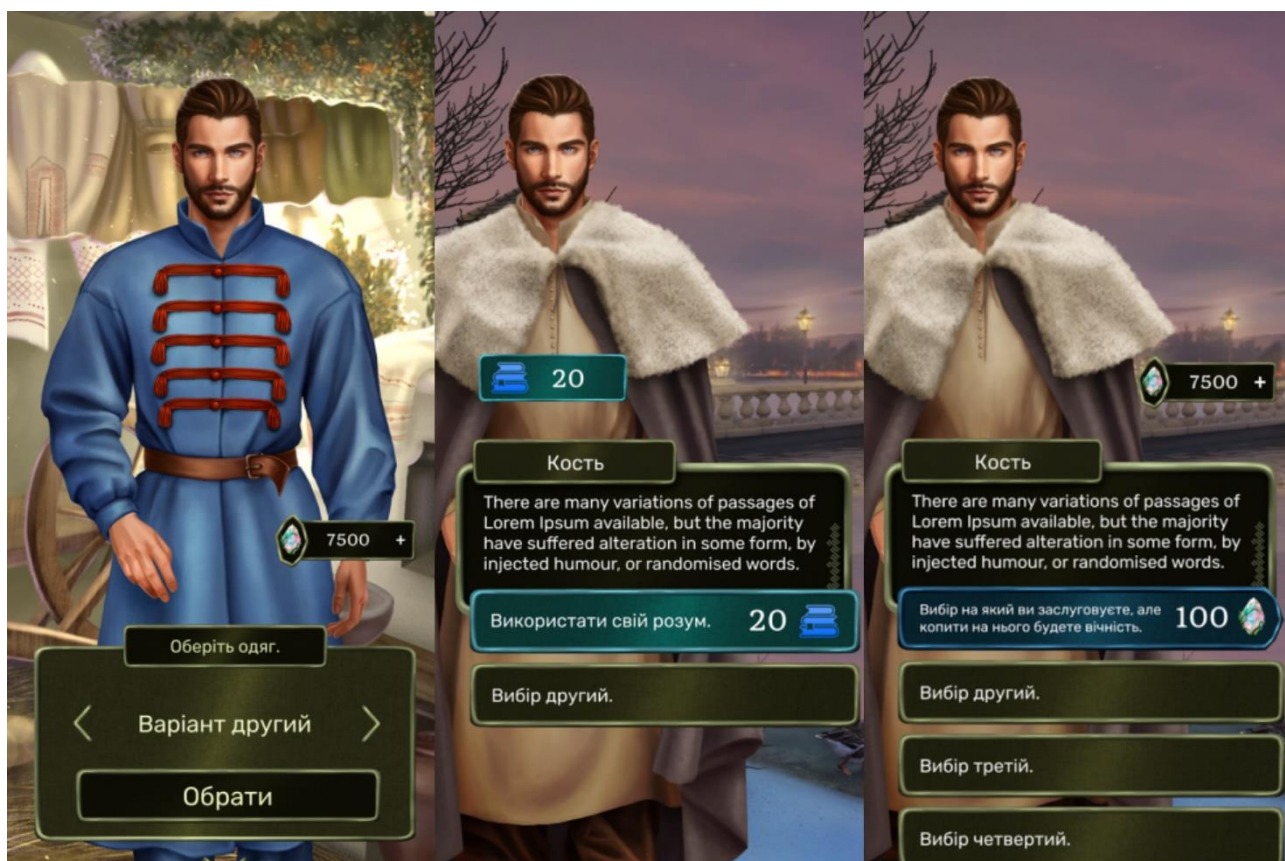 7500 +
Оберіть одяг.
Варіант другий
Обрати
20
Кость
There are many variations of passages of
Lorem Ipsum available, but the majority
have suffered alteration in some form, by
injected humour, or randomised words.
Використати свій розум. 20
Вибір другий.
7500 +
Кость
There are many variations of passages of
Lorem Ipsum available, but the majority
have suffered alteration in some form, by
injected humour, or randomised words.
Вибір на який ви заслуговуєте, але
копити на нього будете вічність.
100
Вибір другий.
Вибір третій.
Вибір четвертий.